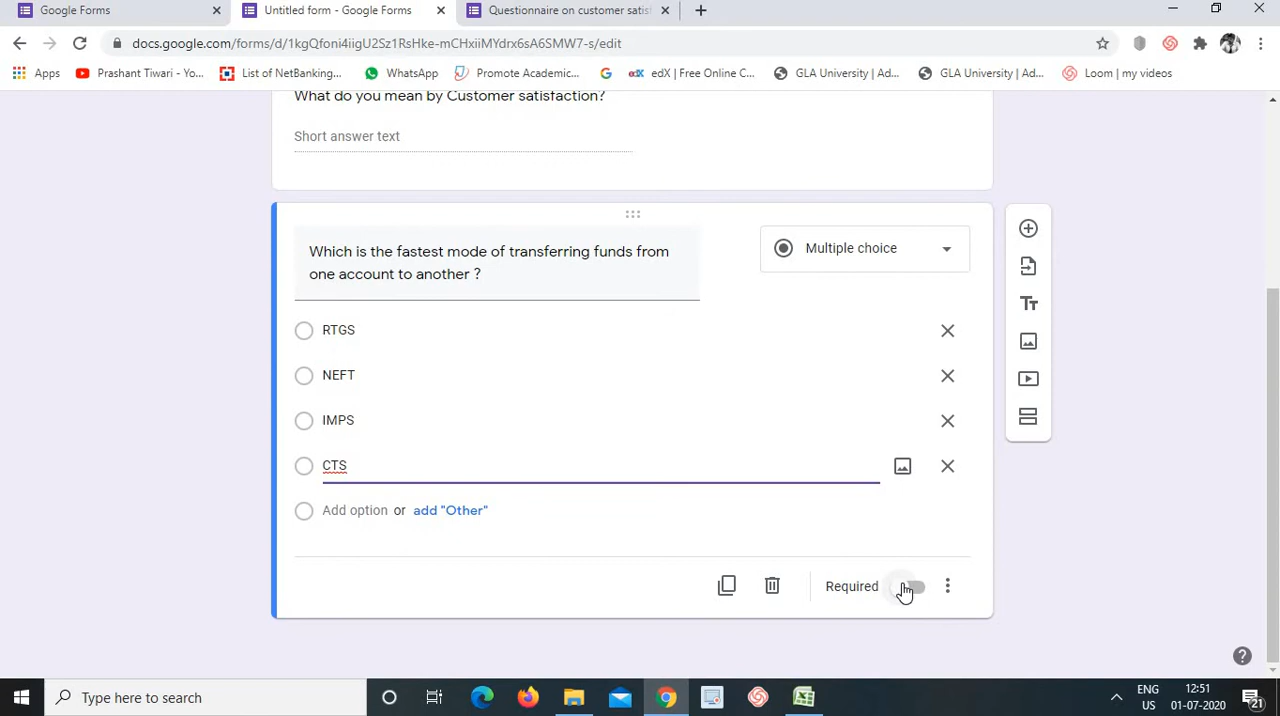 Google Forms
Untitled form - Google Forms
Questionnaire on customer satis
docs.google.com/forms/d/1kgQfoni4iigU2Sz1RsHke-mCHxiiMYdrx6sA6SMW7-s/edit
Apps
Prashant Tiwari - Yo...
List of NetBanking...
WhatsApp
Promote Academic...
edX | Free Online C...
GLA University | Ad...
GLA University | Ad...
Loom | my videos
What do you mean by Customer satisfaction?
Short answer text
Which is the fastest mode of transferring funds from
one account to another ?
Multiple choice
RTGS
NEFT
IMPS
CTS
Add option or add "Other"
Required
Type here to search
ENG
US
12:51
01-07-2020
21